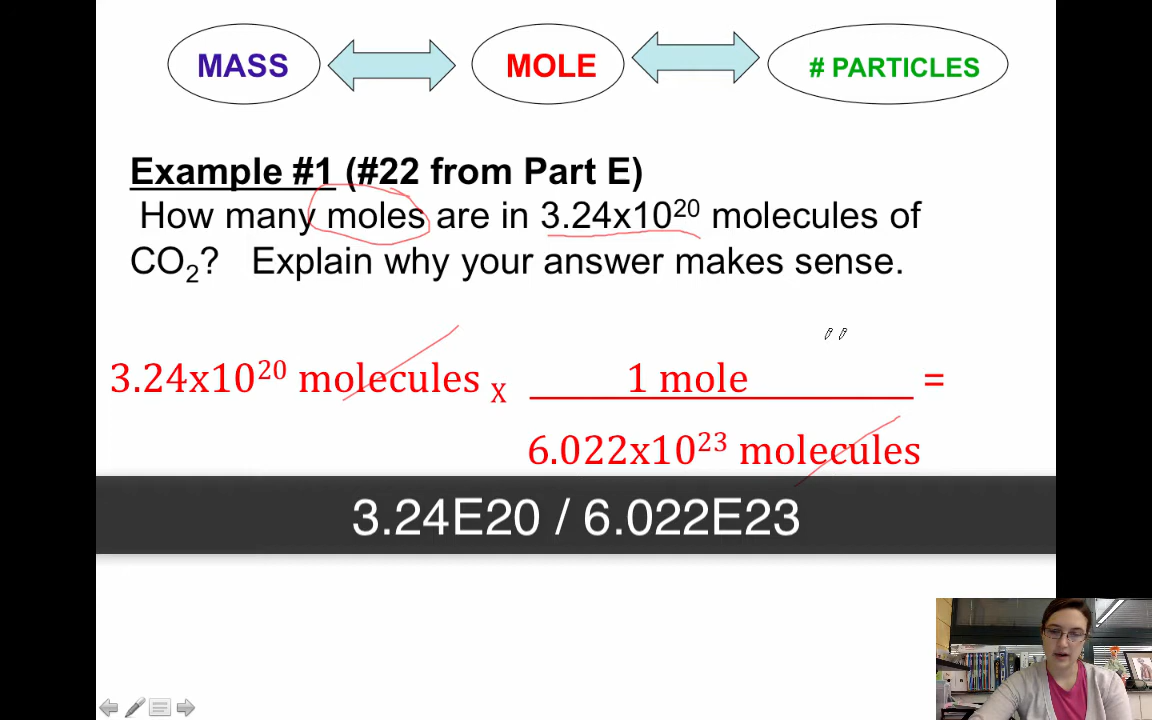 MASS MOLE # PARTICLES
Example #1 (#22 from Part E)
How many moles are in 3.24x10²⁰ molecules of
CO₂? Explain why your answer makes sense.
3.24x10²⁰ molecules x 1 mole =
6.022x10²³ molecules
3.24E20 / 6.022E23